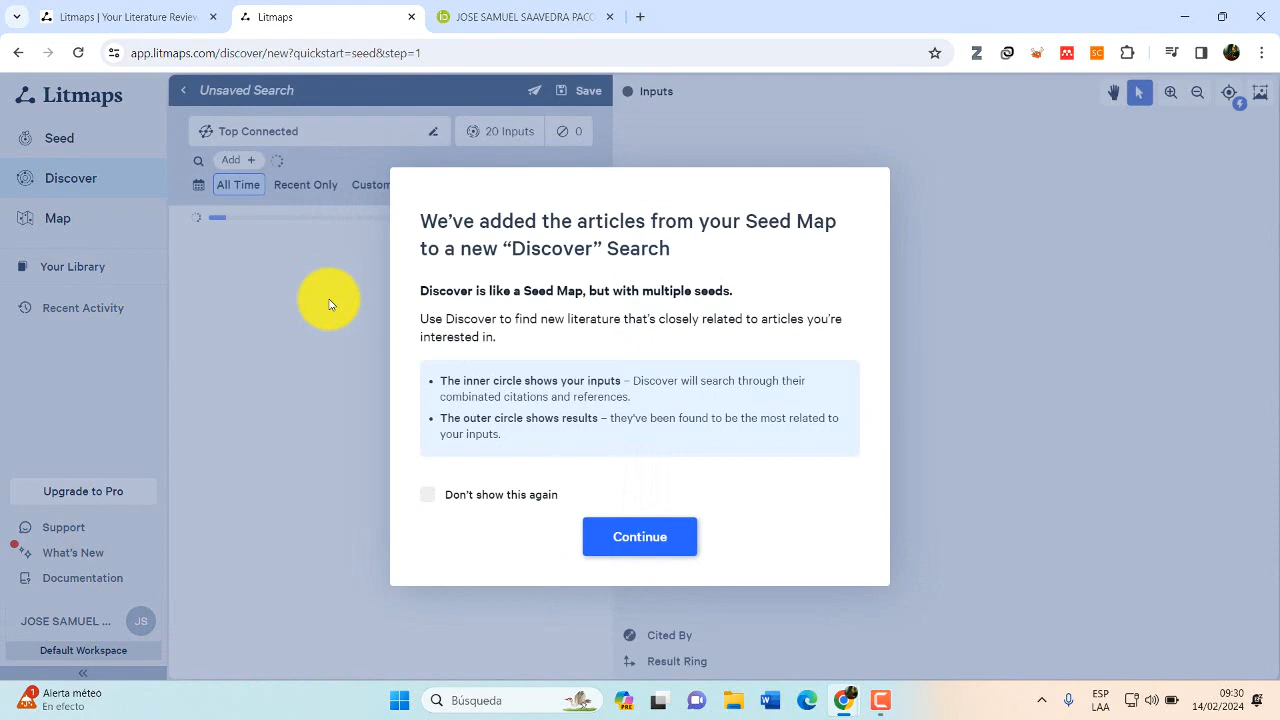 Litmaps | Your Literature Review
Litmaps
JOSE SAMUEL SAAVEDRA PACO
app.litmaps.com/discover/new?quickstart=seed&step=1
Litmaps
Seed
Discover
Map
Your Library
Recent Activity
Upgrade to Pro
Support
What's New
Documentation
JOSE SAMUEL ...
JS
Default Workspace
Unsaved Search
Save
Top Connected
20 Inputs
0
Add +
All Time
Recent Only
Custom
Inputs
We've added the articles from your Seed Map
to a new “Discover” Search
Discover is like a Seed Map, but with multiple seeds.
Use Discover to find new literature that's closely related to articles you're
interested in.
• The inner circle shows your inputs – Discover will search through their
combined citations and references.
• The outer circle shows results – they've been found to be the most related to
your inputs.
Don't show this again
Continue
Cited By
Result Ring
1
Alerta méteo
En efecto
Búsqueda
PRE
ESP
LAA
09:30
14/02/2024